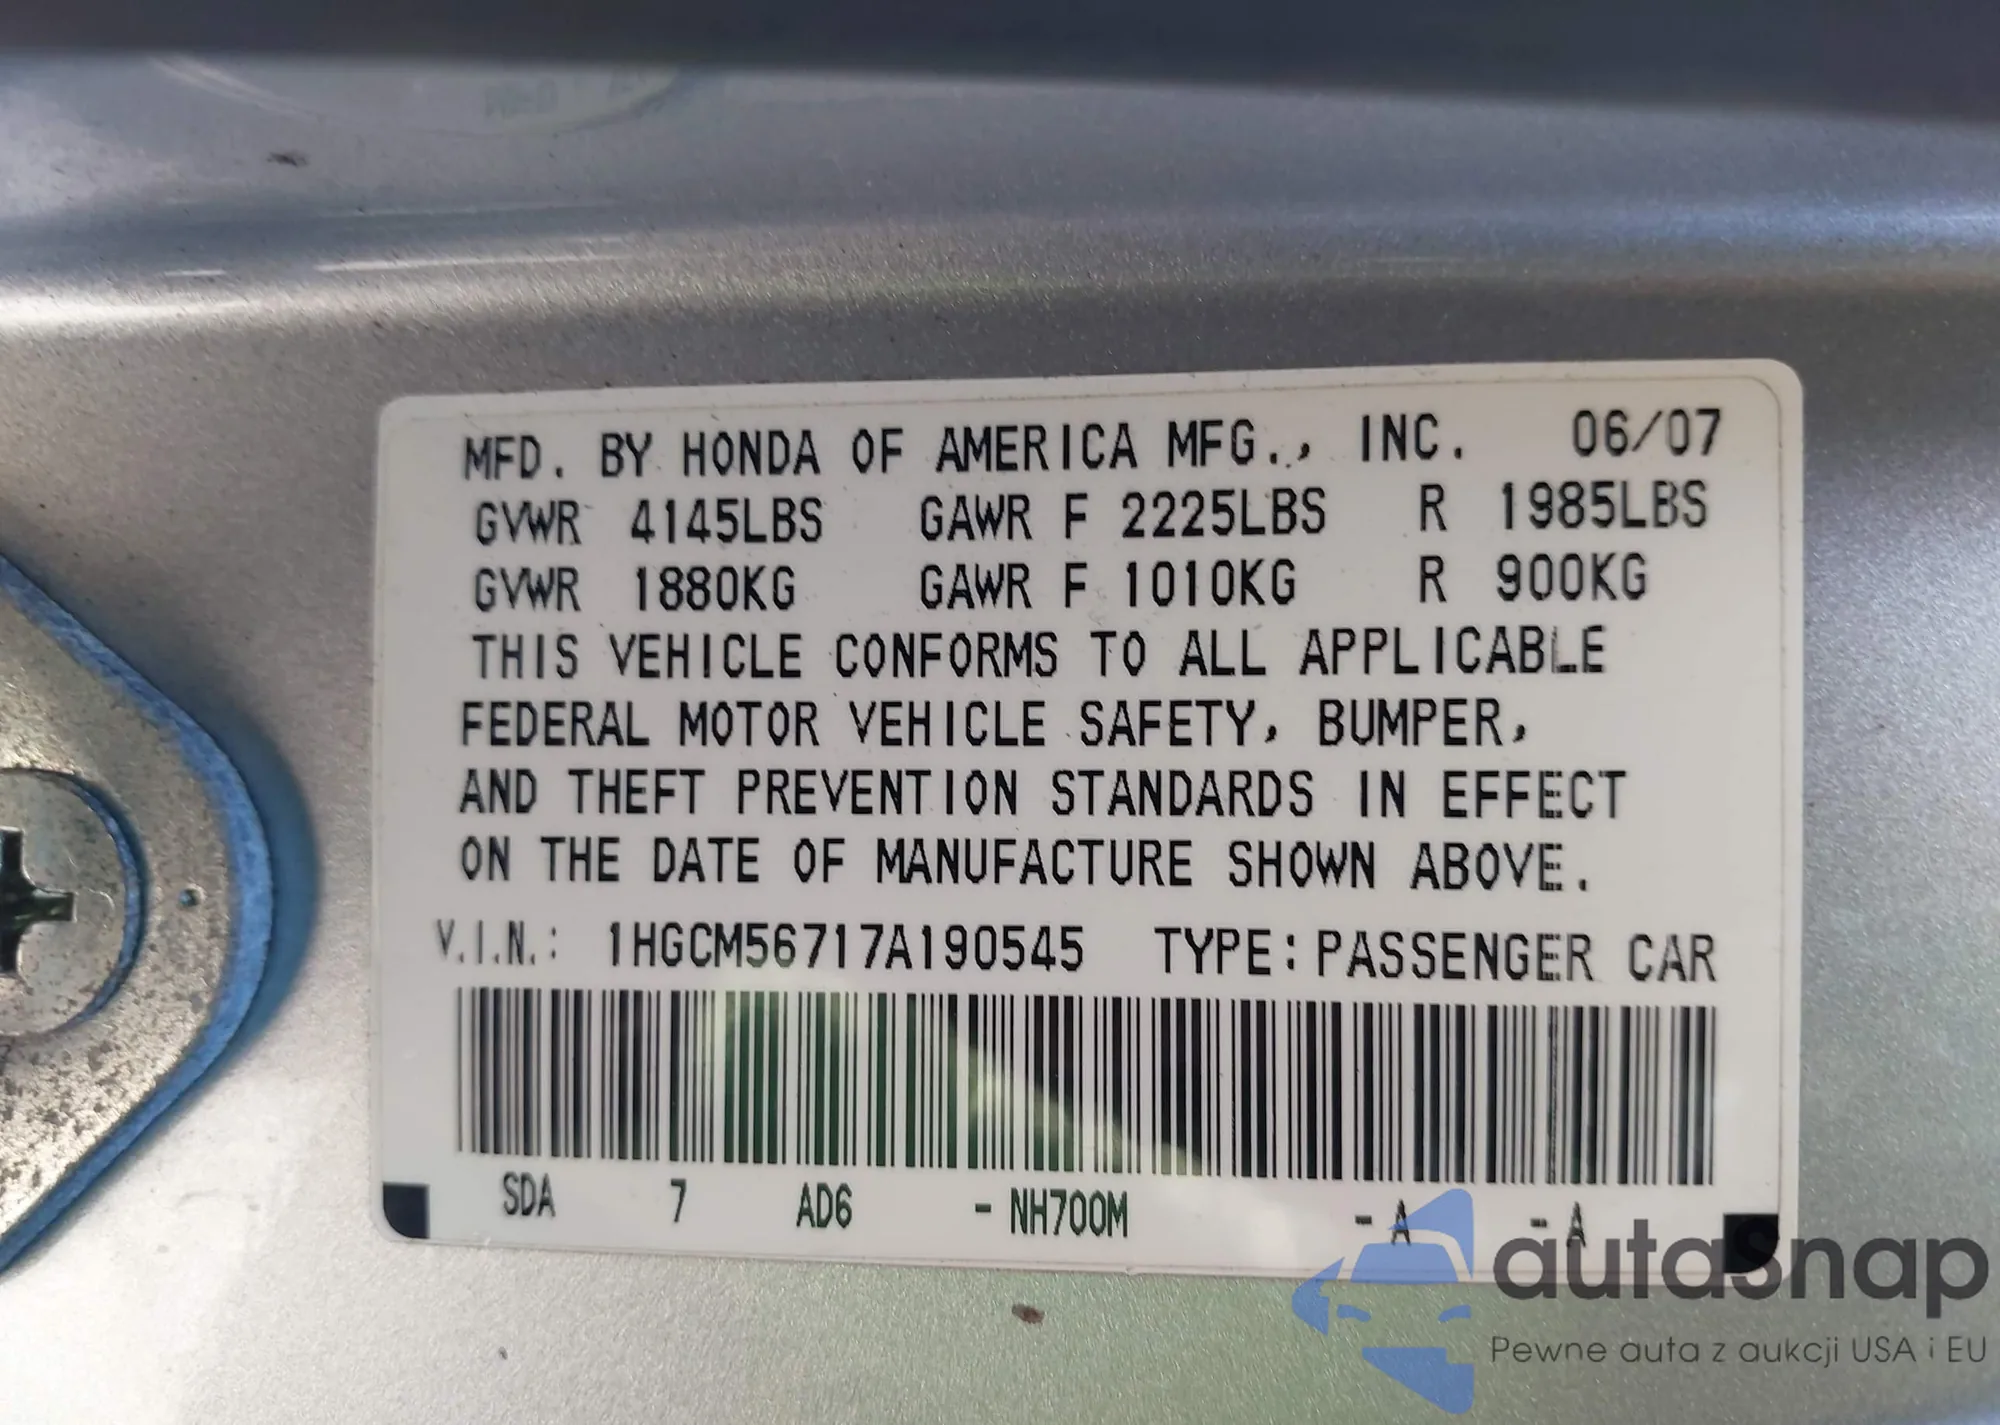 MFD. BY HONDA OF AMERICA MFG., INC. 06/07
GVWR 4145LBS GAWR F 2225LBS R 1985LBS
GVWR 1880KG GAWR F 1010KG R 900KG
THIS VEHICLE CONFORMS TO ALL APPLICABLE
FEDERAL MOTOR VEHICLE SAFETY, BUMPER,
AND THEFT PREVENTION STANDARDS IN EFFECT
ON THE DATE OF MANUFACTURE SHOWN ABOVE.
V.I.N.: 1HGCM56717A190545 TYPE: PASSENGER CAR
SDA 7 AD6 - NH700M - A - A
autasnap
Pewne auta z aukcji USA i EU